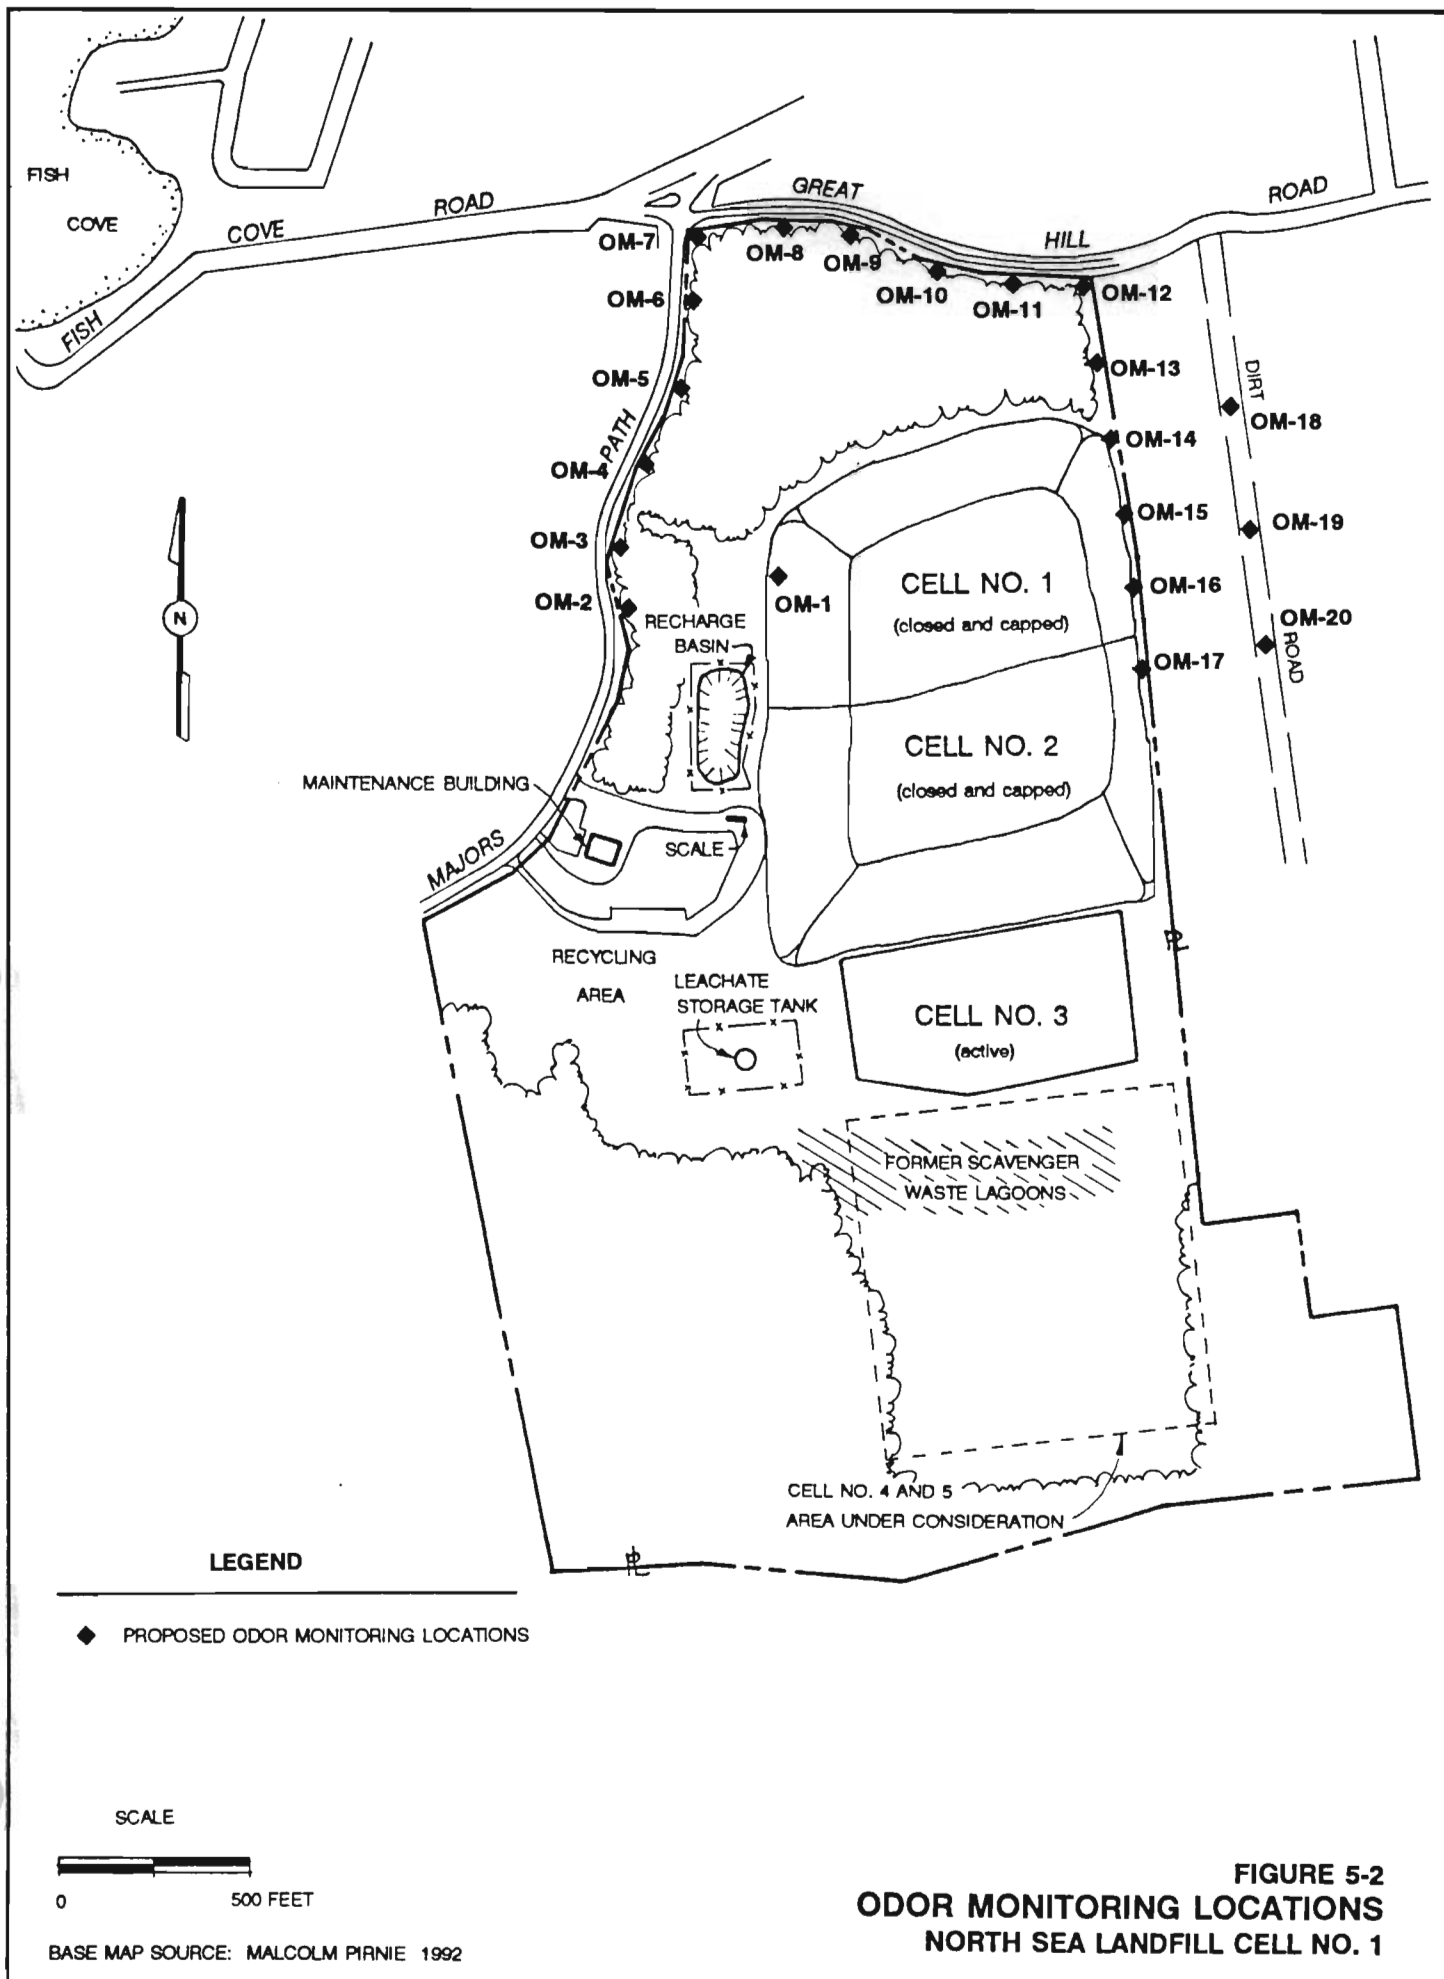 FISH
COVE
FISH
COVE
ROAD
GREAT
HILL
ROAD
OM-7
OM-8
OM-9
OM-10
OM-11
OM-12
OM-6
OM-13
OM-5
DIRT
OM-18
PATH
OM-4
OM-14
OM-15
OM-19
OM-3
CELL NO. 1
(closed and capped)
OM-16
OM-1
OM-2
RECHARGE
BASIN
OM-20
ROAD
OM-17
N
CELL NO. 2
(closed and capped)
MAINTENANCE BUILDING
SCALE
MAJORS
RECYCLING
AREA
LEACHATE
STORAGE TANK
CELL NO. 3
(active)
PL
FORMER SCAVENGER
WASTE LAGOONS
CELL NO. 4 AND 5
AREA UNDER CONSIDERATION
PL
LEGEND
PROPOSED ODOR MONITORING LOCATIONS
SCALE
0 500 FEET
BASE MAP SOURCE: MALCOLM PIRNIE 1992
FIGURE 5-2
ODOR MONITORING LOCATIONS
NORTH SEA LANDFILL CELL NO. 1